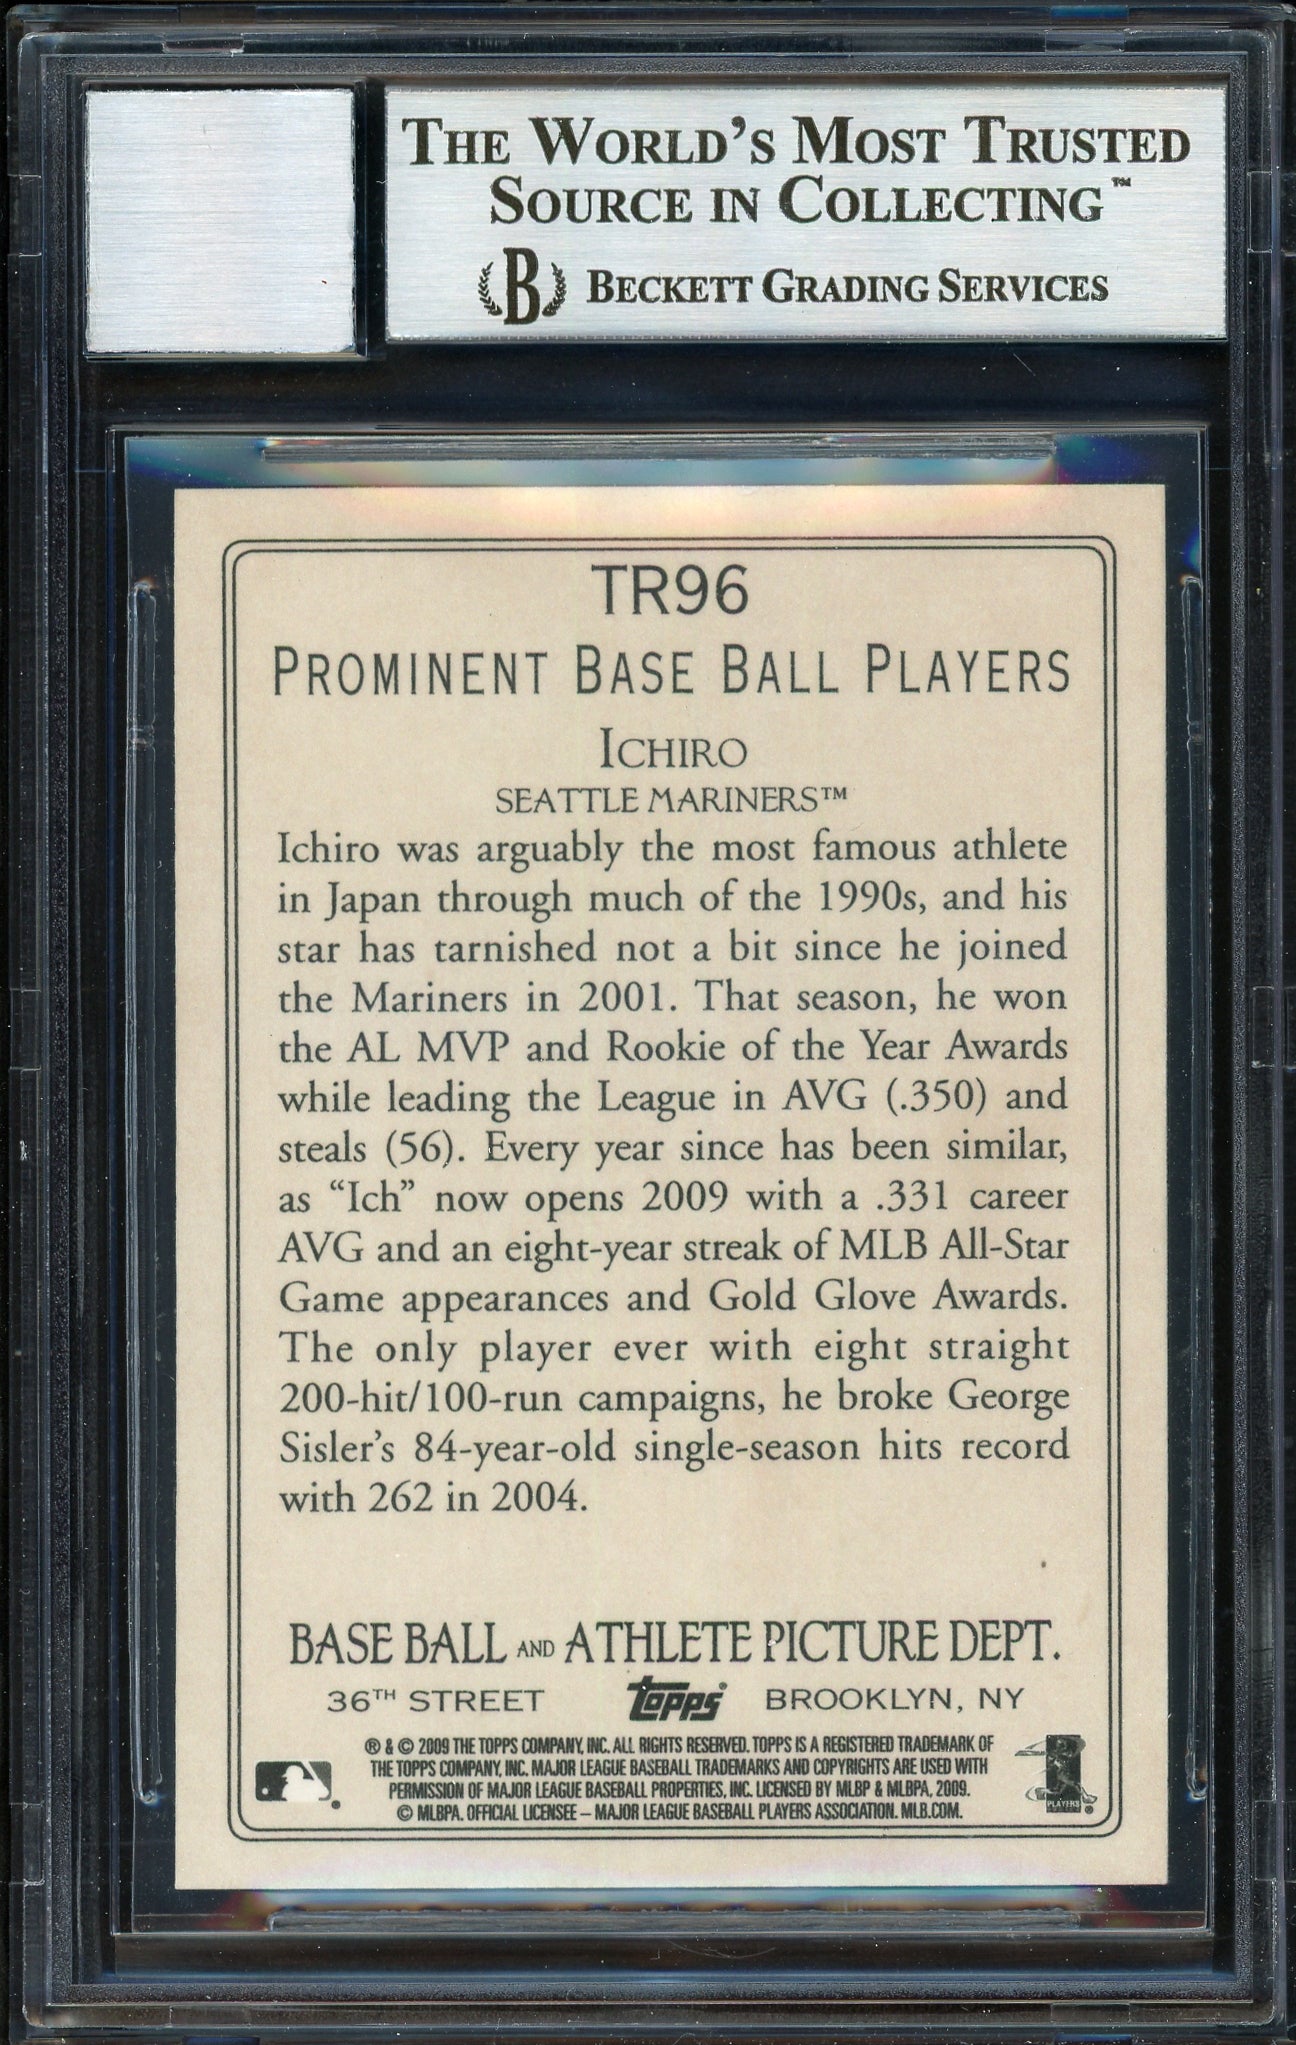 THE WORLD'S MOST TRUSTED
SOURCE IN COLLECTING™
B BECKETT GRADING SERVICES
TR96
PROMINENT BASE BALL PLAYERS
ICHIRO
SEATTLE MARINERS™
Ichiro was arguably the most famous athlete
in Japan through much of the 1990s, and his
star has tarnished not a bit since he joined
the Mariners in 2001. That season, he won
the AL MVP and Rookie of the Year Awards
while leading the League in AVG (.350) and
steals (56). Every year since has been similar,
as “Ich” now opens 2009 with a .331 career
AVG and an eight-year streak of MLB All-Star
Game appearances and Gold Glove Awards.
The only player ever with eight straight
200-hit/100-run campaigns, he broke George
Sisler's 84-year-old single-season hits record
with 262 in 2004.
BASE BALL AND ATHLETE PICTURE DEPT.
36TH STREET Topps® BROOKLYN, NY
® & © 2009 THE TOPPS COMPANY, INC. ALL RIGHTS RESERVED. TOPPS IS A REGISTERED TRADEMARK OF
THE TOPPS COMPANY, INC. MAJOR LEAGUE BASEBALL TRADEMARKS AND COPYRIGHTS ARE USED WITH
PERMISSION OF MAJOR LEAGUE BASEBALL PROPERTIES, INC. LICENSED BY MLBP & MLBPA, 2009.
© MLBPA. OFFICIAL LICENSEE – MAJOR LEAGUE BASEBALL PLAYERS ASSOCIATION. MLB.COM.
PLAYERS ®